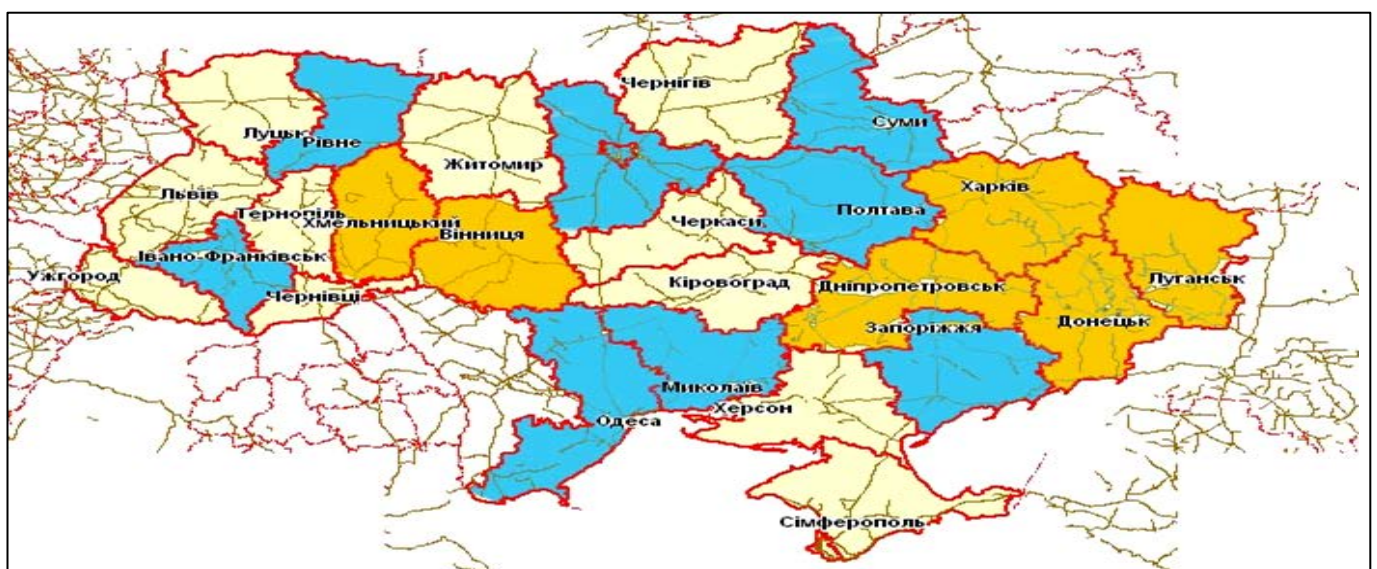 Чернігів
Суми
Луцьк
Рівне
Житомир
Харків
Львів
Тернопіль
Хмельницький
Вінниця
Черкаси
Полтава
Івано-Франківськ
Ужгород
Чернівці
Кіровоград
Дніпропетровськ
Луганськ
Запоріжжя
Донецьк
Миколаїв
Херсон
Одеса
Сімферополь